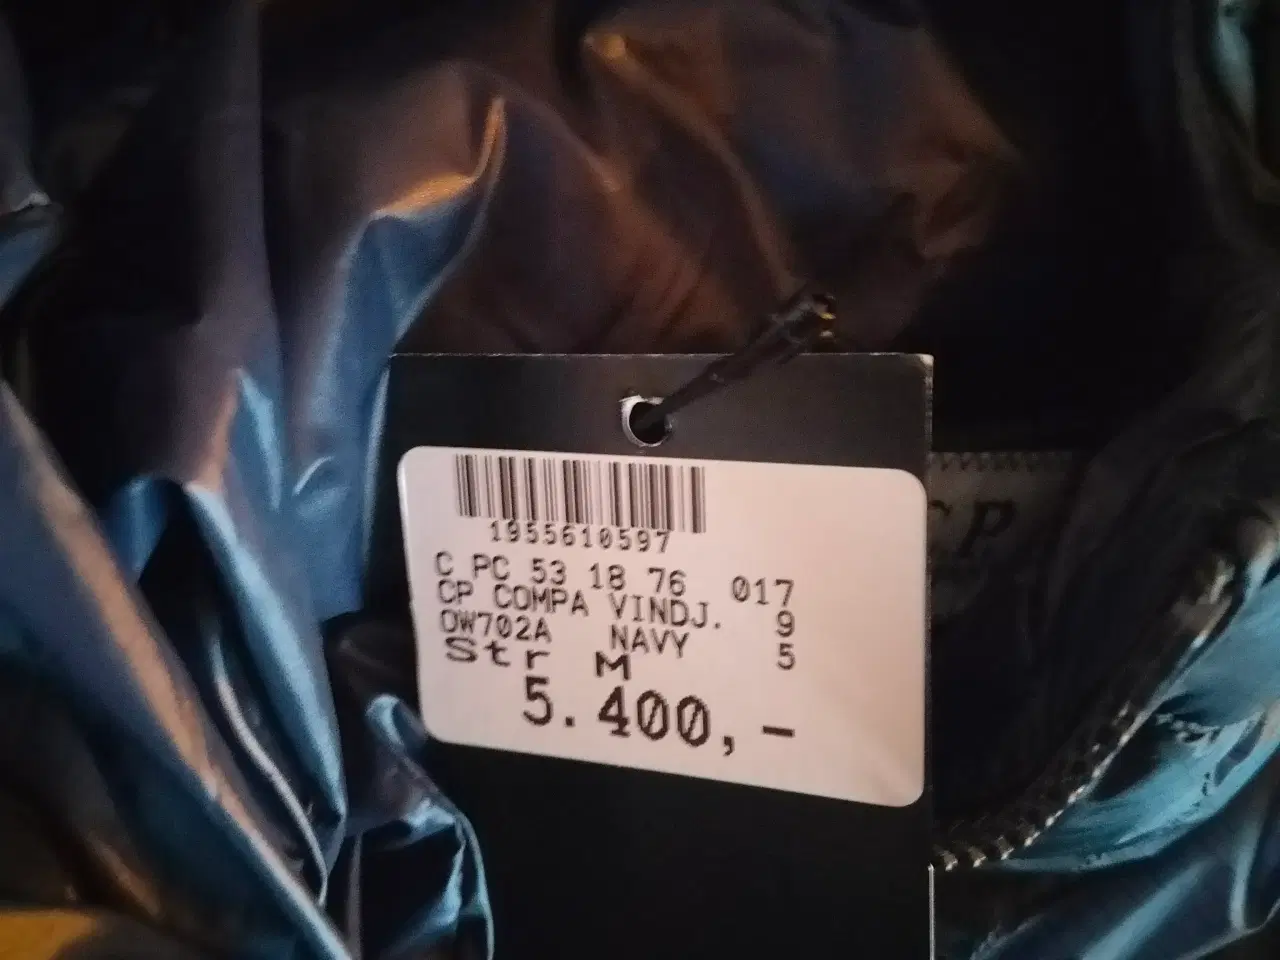 1955610597
C PC 53 18 76 017
CP COMPA VINDJ. 9
OW702A NAVY 5
Str M
5.400,-
C P